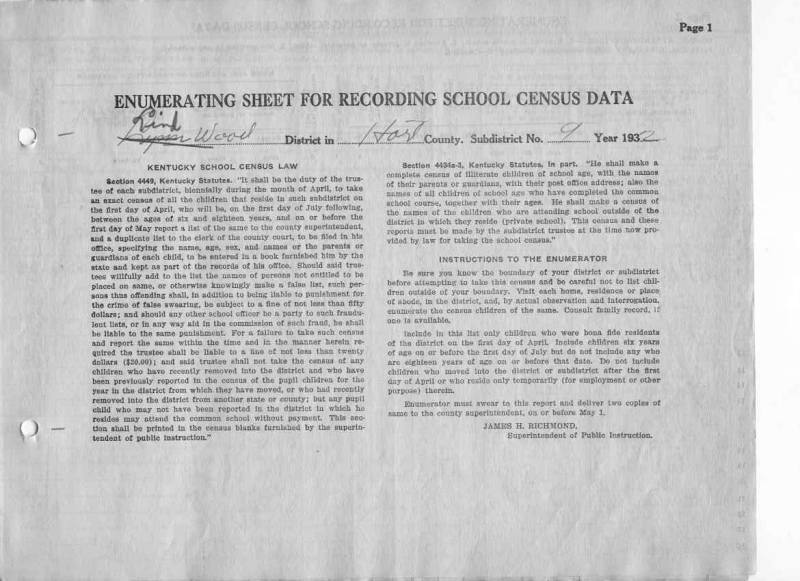 Page 1
ENUMERATING SHEET FOR RECORDING SCHOOL CENSUS DATA
Lind
Wood District in Hart County. Subdistrict No. 9 Year 1932
KENTUCKY SCHOOL CENSUS LAW
Section 4449, Kentucky Statutes. "It shall be the duty of the trus-
tee of each subdistrict, biennially during the month of April, to take
an exact census of all the children that reside in such subdistrict on
the first day of April, who will be, on the first day of July following,
between the ages of six and eighteen years, and on or before the
first day of May report a list of the same to the county superintendent,
and a duplicate list to the clerk of the county court, to be filed in his
office, specifying the name, age, sex, and names or the parents or
guardians of each child, to be entered in a book furnished him by the
state and kept as part of the records of his office. Should said trus-
tees willfully add to the list the names of persons not entitled to be
placed on same, or otherwise knowingly make a false list, such per-
sons thus offending shall, in addition to being liable to punishment for
the crime of false swearing, be subject to a fine of not less than fifty
dollars; and should any other school officer be a party to such fraudu-
lent lists, or in any way aid in the commission of such fraud, he shall
be liable to the same punishment. For a failure to take such census
and report the same within the time and in the manner herein re-
quired the trustee shall be liable to a fine of not less than twenty
dollars ($20.00); and said trustee shall not take the census of any
children who have recently removed into the district and who have
been previously reported in the census of the pupil children for the
year in the district from which they have moved, or who had recently
removed into the district from another state or county; but any pupil
child who may not have been reported in the district in which he
resides may attend the common school without payment. This sec-
tion shall be printed in the census blanks furnished by the superin-
tendent of public instruction."
Section 4434a-3, Kentucky Statutes, in part. "He shall make a
complete census of illiterate children of school age, with the names
of their parents or guardians, with their post office address; also the
names of all children of school age who have completed the common
school course, together with their ages. He shall make a census of
the names of the children who are attending school outside of the
district in which they reside (private school). This census and these
reports must be made by the subdistrict trustee at the time now pro-
vided by law for taking the school census."
INSTRUCTIONS TO THE ENUMERATOR
Be sure you know the boundary of your district or subdistrict
before attempting to take this census and be careful not to list chil-
dren outside of your boundary. Visit each home, residence or place
of abode, in the district, and, by actual observation and interrogation,
enumerate the census children of the same. Consult family record, if
one is available.
Include in this list only children who were bona fide residents
of the district on the first day of April. Include children six years
of age on or before the first day of July but do not include any who
are eighteen years of age on or before that date. Do not include
children who moved into the district or subdistrict after the first
day of April or who reside only temporarily (for employment or other
purpose) therein.
Enumerator must swear to this report and deliver two copies of
same to the county superintendent, on or before May 1.
JAMES H. RICHMOND,
Superintendent of Public Instruction.